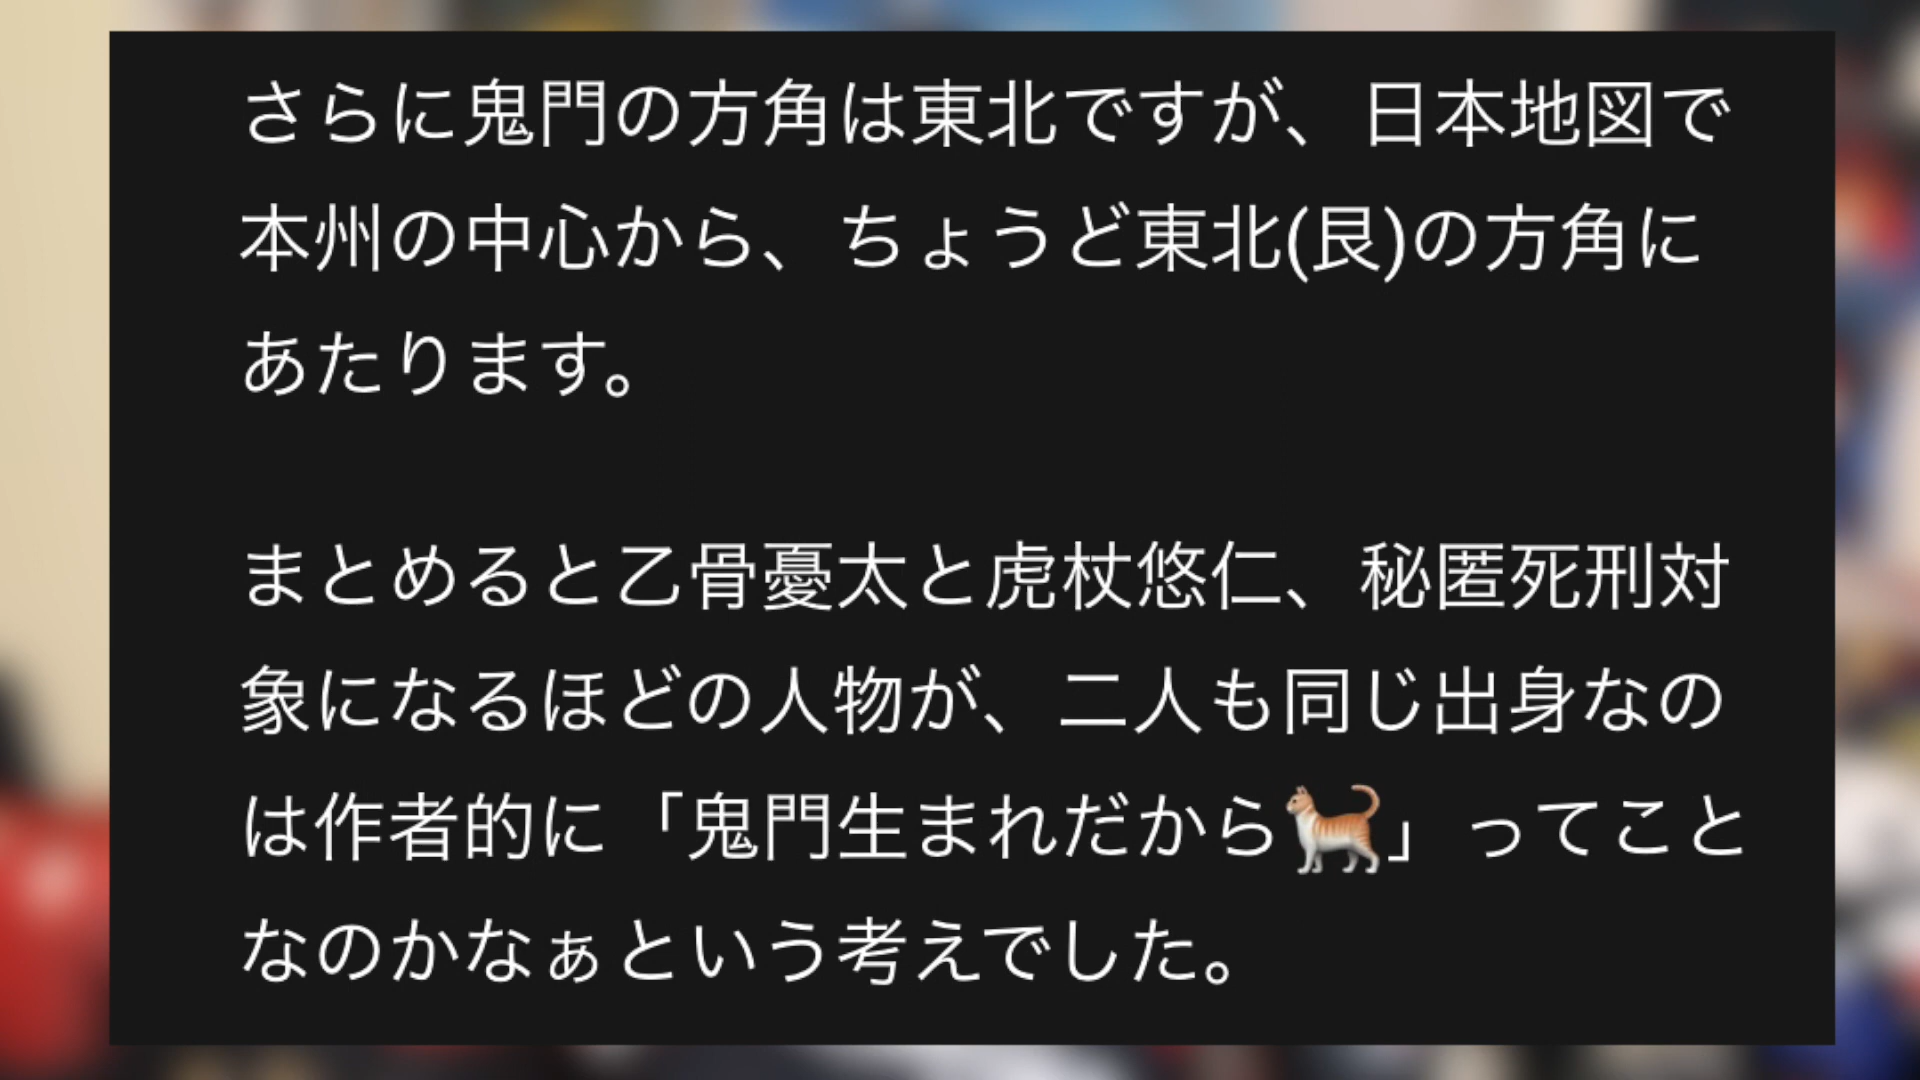 さらに鬼門の方角は東北ですが、日本地図で
本州の中心から、ちょうど東北(艮)の方角に
あたります。
まとめると乙骨憂太と虎杖悠仁、秘匿死刑対
象になるほどの人物が、二人も同じ出身なの
は作者的に「鬼門生まれだから🐈」ってこと
なのかなぁという考えでした。